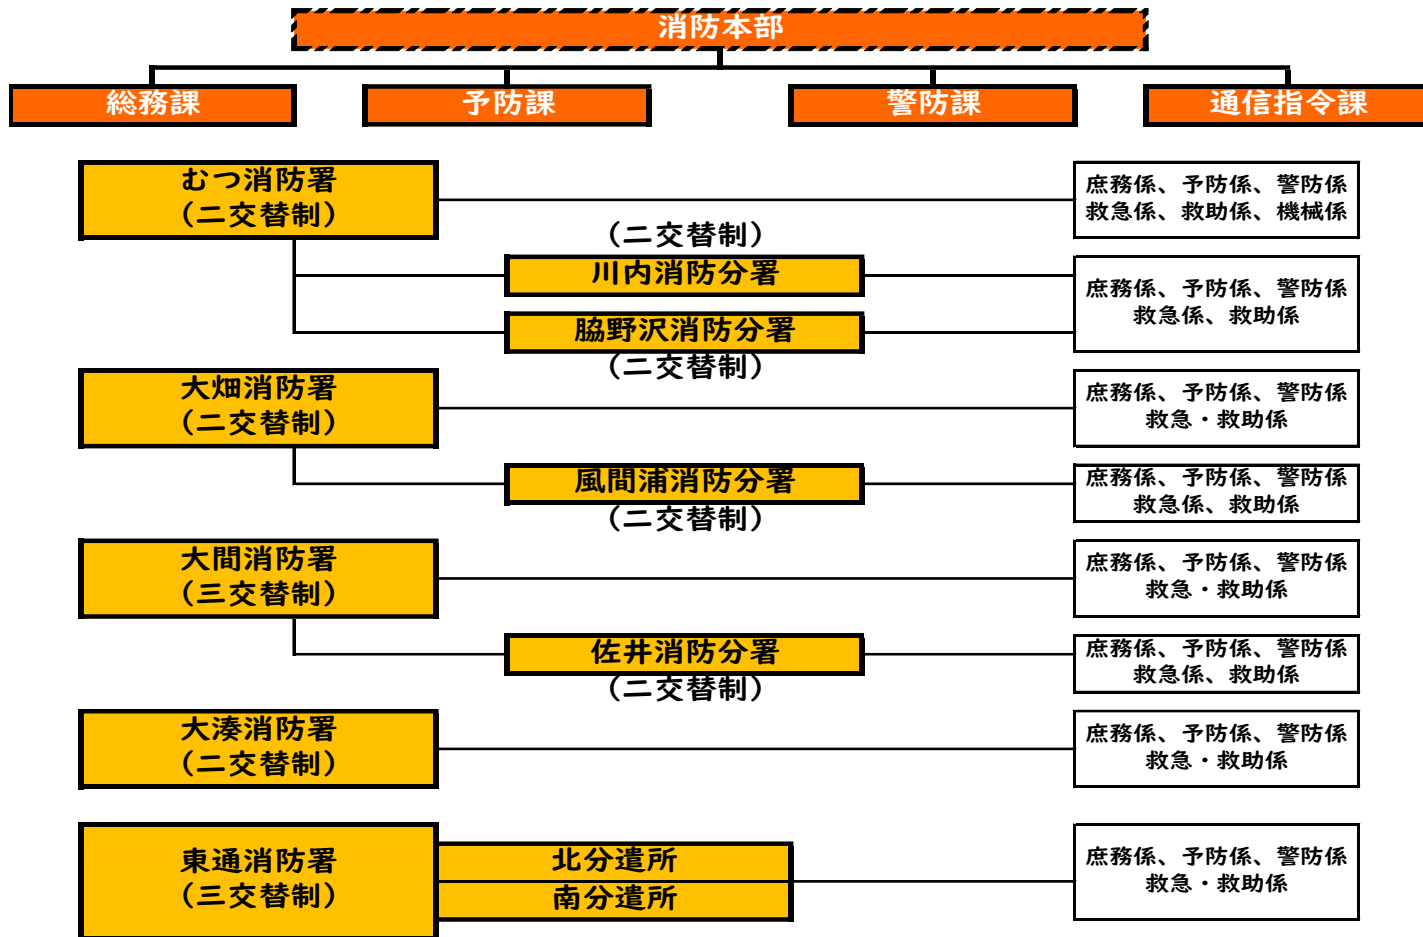 消防本部
総務課
予防課
警防課
通信指令課
むつ消防署
（二交替制）
庶務係、予防係、警防係
救急係、救助係、機械係
（二交替制）
川内消防分署
脇野沢消防分署
（二交替制）
庶務係、予防係、警防係
救急係、救助係
大畑消防署
（二交替制）
庶務係、予防係、警防係
救急・救助係
風間浦消防分署
（二交替制）
庶務係、予防係、警防係
救急係、救助係
大間消防署
（三交替制）
庶務係、予防係、警防係
救急・救助係
佐井消防分署
（二交替制）
庶務係、予防係、警防係
救急係、救助係
大湊消防署
（二交替制）
庶務係、予防係、警防係
救急・救助係
東通消防署
（三交替制）
北分遣所
南分遣所
庶務係、予防係、警防係
救急・救助係